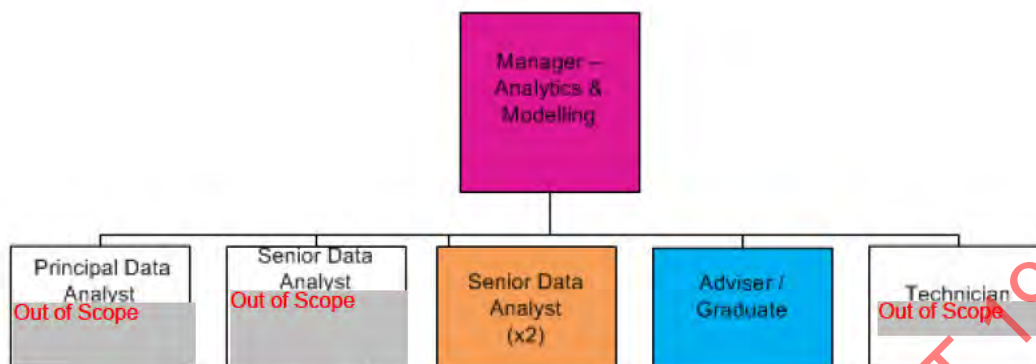 Manager –
Analytics &
Modelling
Principal Data
Analyst
Out of Scope
Senior Data
Analyst
Out of Scope
Senior Data
Analyst
(x2)
Adviser /
Graduate
Technician
Out of Scope